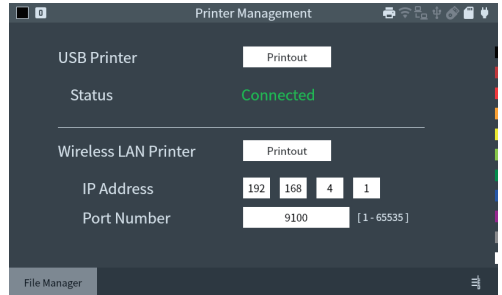 0 Printer Management
USB Printer Printout
Status Connected
Wireless LAN Printer Printout
IP Address 192 168 4 1
Port Number 9100 [ 1 - 65535 ]
File Manager